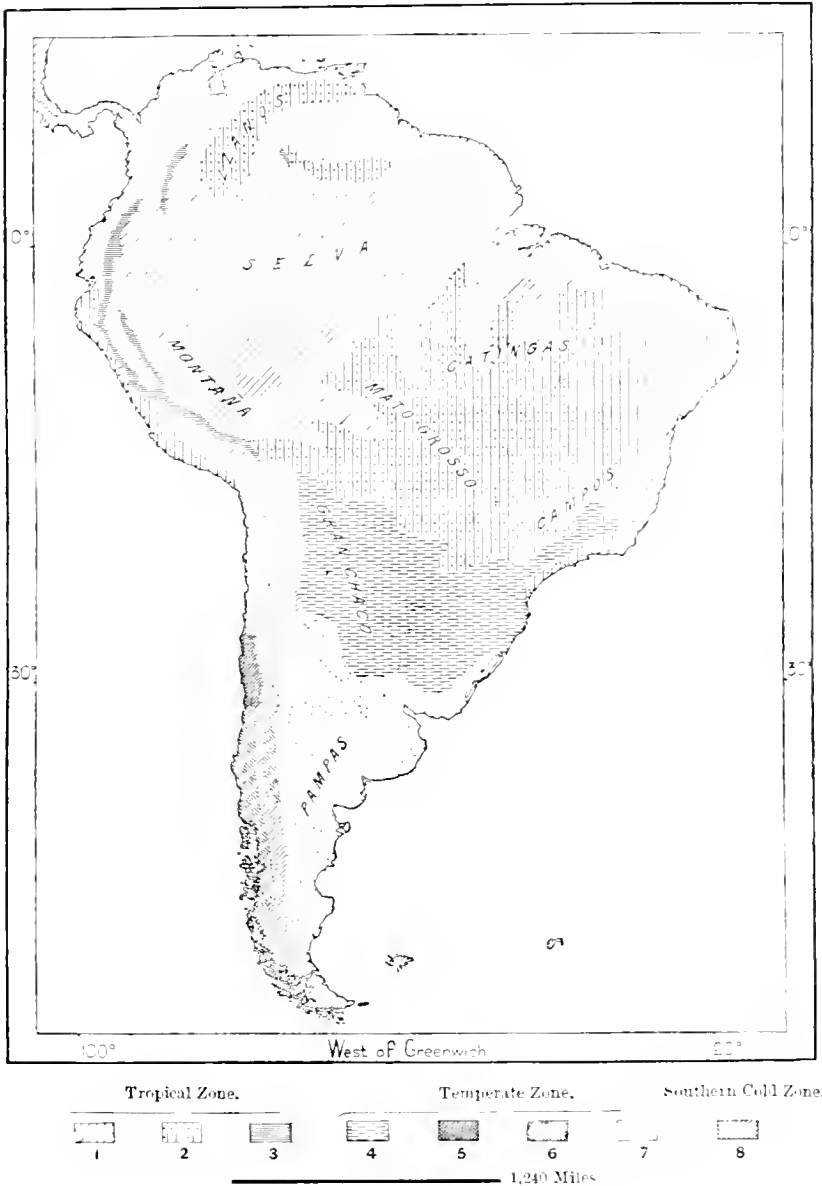 LLANOS
0°
0°
SELVA
CATINGAS
MONTAÑA
MATO GROSSO
CAMPOS
GRAN CHACO
30°
30°
PAMPAS
100°
West of Greenwich
Tropical Zone.
Temperate Zone.
Southern Cold Zone.
1
2
3
4
5
6
7
8
1,240 Miles